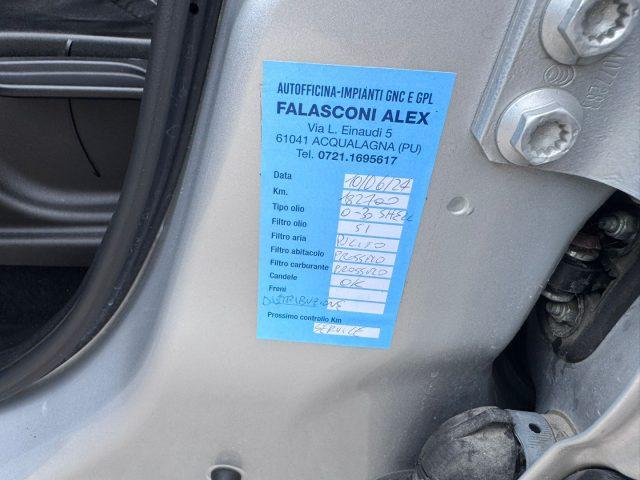 AUTOFFICINA-IMPIANTI GNC E GPL
FALASCONI ALEX
Via L. Einaudi 5
61041 ACQUALAGNA (PU)
Tel. 0721.1695617
Data 10/06/24
Km. 182700
Tipo olio 0-30 SHELL
Filtro olio SI
Filtro aria PULITO
Filtro abitacolo PROSSIMO
Filtro carburante PROSSIMO
Candele OK
Freni
DISTRIBUZIONE
Prossimo controllo Km
SERVICE